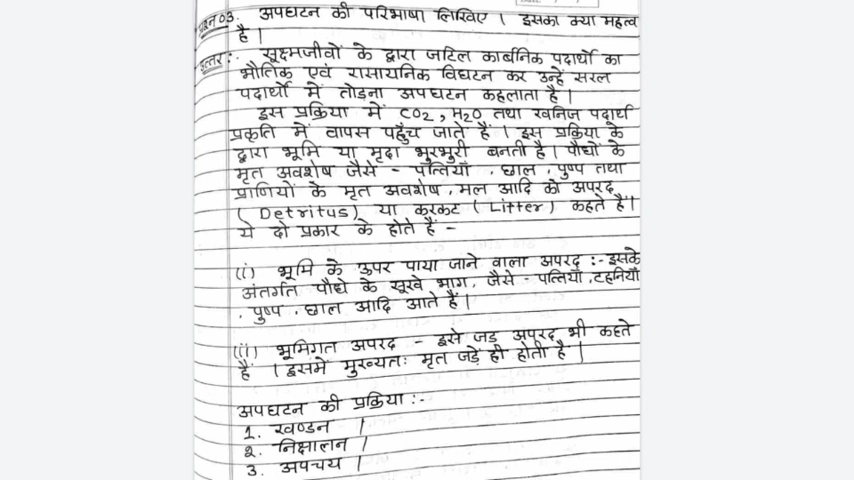 प्रश्न 03. अपघटन की परिभाषा लिखिए । इसका क्या महत्व
है ।
उत्तर:- सूक्ष्मजीवों के द्वारा जटिल कार्बनिक पदार्थों का
भौतिक एवं रासायनिक विघटन कर उन्हें सरल
पदार्थों में तोड़ना अपघटन कहलाता है ।
इस प्रक्रिया में CO2, H2O तथा खनिज पदार्थ
प्रकृति में वापस पहुँच जाते हैं । इस प्रक्रिया के
द्वारा भूमि या मृदा भुरभुरी बनती है । पौधों के
मृत अवशेष जैसे - पत्तियाँ , छाल , पुष्प तथा
प्राणियों के मृत अवशेष , मल आदि को अपरद
( Detritus) या करकट ( Litter ) कहते हैं।
ये दो प्रकार के होते हैं -
(i) भूमि के ऊपर पाया जाने वाला अपरद :- इसके
अंतर्गत पौधे के सूखे भाग , जैसे - पत्तियाँ , टहनियाँ
, पुष्प , छाल आदि आते हैं ।
(ii) भूमिगत अपरद - इसे जड़ अपरद भी कहते
हैं । इसमें मुख्यतः मृत जड़े ही होती है ।
अपघटन की प्रक्रिया :-
1. खण्डन ।
2. निक्षालन ।
3. अपचय ।